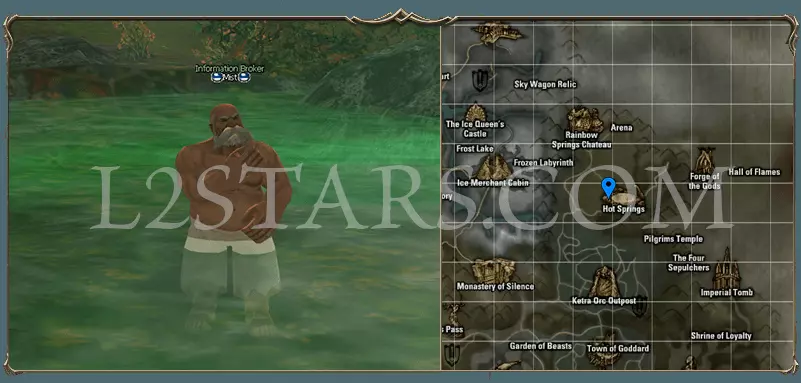 Information Broker
Mist
L2STARS.COM
Sky Wagon Relic
The Ice Queen's
Castle
Rainbow
Springs Chateau
Arena
Frost Lake
Frozen Labyrinth
Ice Merchant Cabin
Forge of
the Gods
Hall of Flames
Hot Springs
Pilgrims Temple
The Four
Sepulchers
Monastery of Silence
Ketra Orc Outpost
Imperial Tomb
s Pass
Shrine of Loyalty
Garden of Beasts
Town of Goddard